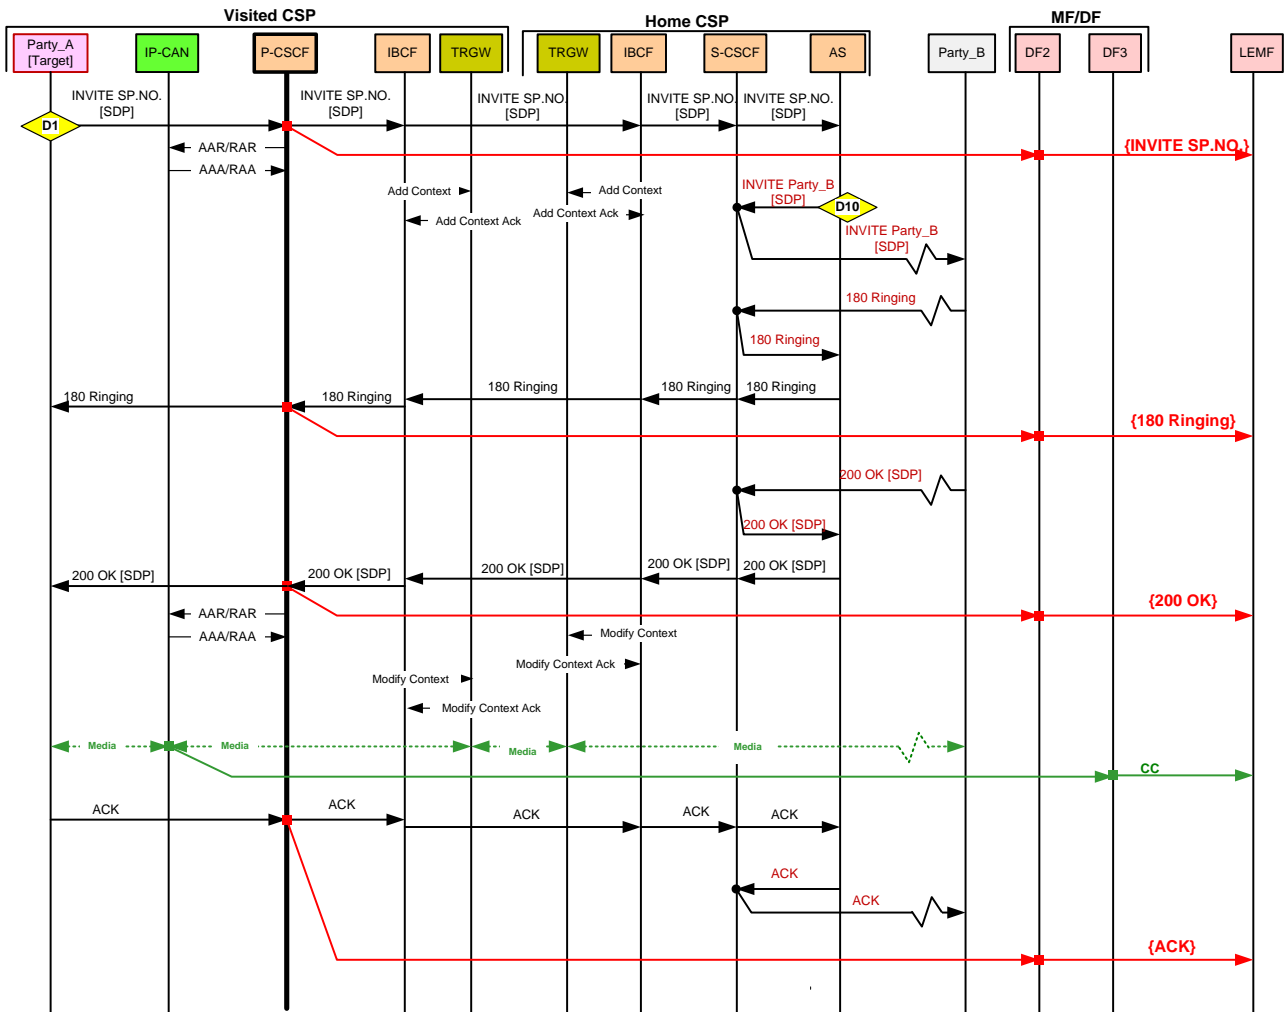 Visited CSP
Home CSP
MF/DF
Party_A
[Target]
IP-CAN
P-CSCF
IBCF
TRGW
TRGW
IBCF
S-CSCF
AS
Party_B
DF2
DF3
LEMF
INVITE SP.NO.
[SDP]
INVITE SP.NO.
[SDP]
INVITE SP.NO.
[SDP]
INVITE SP.NO.
[SDP]
INVITE SP.NO.
[SDP]
D1
{INVITE SP.NO.}
AAR/RAR
AAA/RAA
Add Context
Add Context
INVITE Party_B
[SDP]
D10
Add Context Ack
Add Context Ack
INVITE Party_B
[SDP]
180 Ringing
180 Ringing
180 Ringing
180 Ringing
180 Ringing
180 Ringing
180 Ringing
{180 Ringing}
200 OK [SDP]
200 OK [SDP]
200 OK [SDP]
200 OK [SDP]
200 OK [SDP]
200 OK [SDP]
200 OK [SDP]
{200 OK}
AAR/RAR
AAA/RAA
Modify Context
Modify Context Ack
Modify Context
Modify Context Ack
Media
Media
Media
Media
CC
ACK
ACK
ACK
ACK
ACK
ACK
ACK
{ACK}